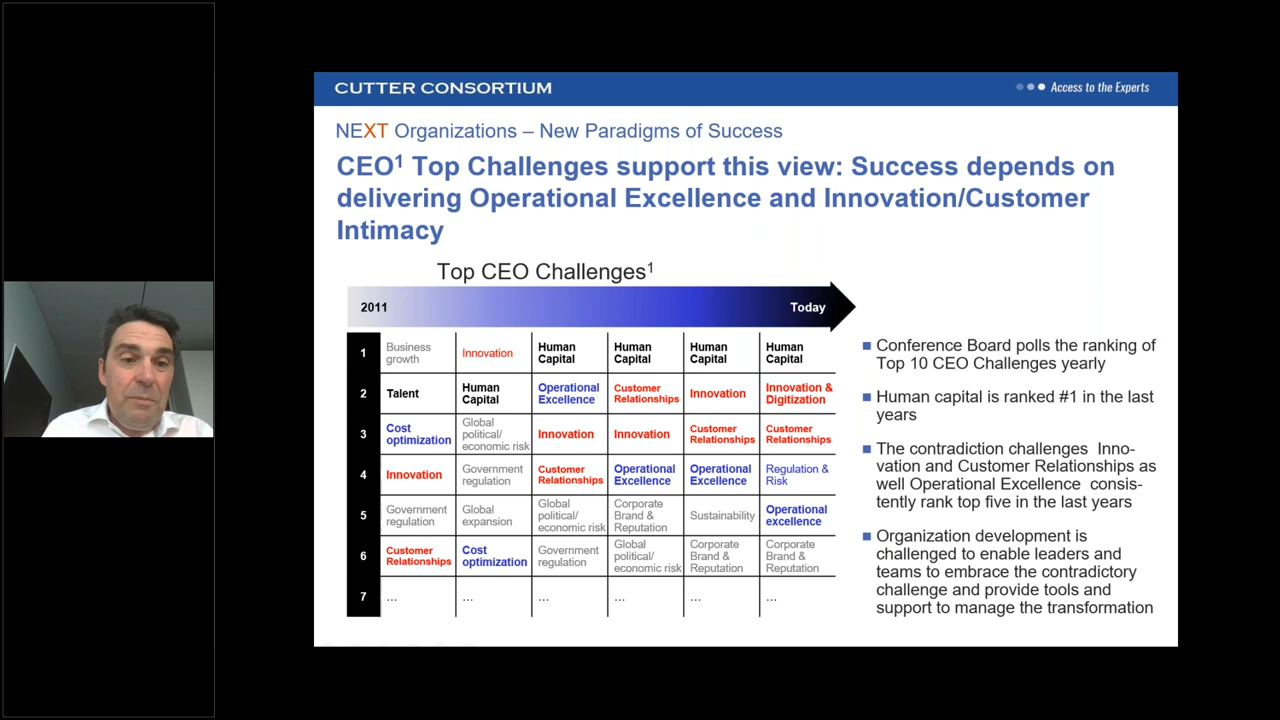 CUTTER CONSORTIUM
Access to the Experts
NEXT Organizations – New Paradigms of Success
CEO¹ Top Challenges support this view: Success depends on
delivering Operational Excellence and Innovation/Customer
Intimacy
Top CEO Challenges¹
2011
Today
1
Business
growth
Innovation
Human
Capital
Human
Capital
Human
Capital
Human
Capital
2
Talent
Human
Capital
Operational
Excellence
Customer
Relationships
Innovation
Innovation &
Digitization
3
Cost
optimization
Global
political/
economic risk
Innovation
Innovation
Customer
Relationships
Customer
Relationships
4
Innovation
Government
regulation
Customer
Relationships
Operational
Excellence
Operational
Excellence
Regulation &
Risk
5
Government
regulation
Global
expansion
Global
political/
economic risk
Corporate
Brand &
Reputation
Sustainability
Operational
excellence
6
Customer
Relationships
Cost
optimization
Government
regulation
Global
political/
economic risk
Corporate
Brand &
Reputation
Corporate
Brand &
Reputation
7
...
...
...
...
...
...
Conference Board polls the ranking of
Top 10 CEO Challenges yearly
Human capital is ranked #1 in the last
years
The contradiction challenges Inno-
vation and Customer Relationships as
well Operational Excellence consis-
tently rank top five in the last years
Organization development is
challenged to enable leaders and
teams to embrace the contradictory
challenge and provide tools and
support to manage the transformation